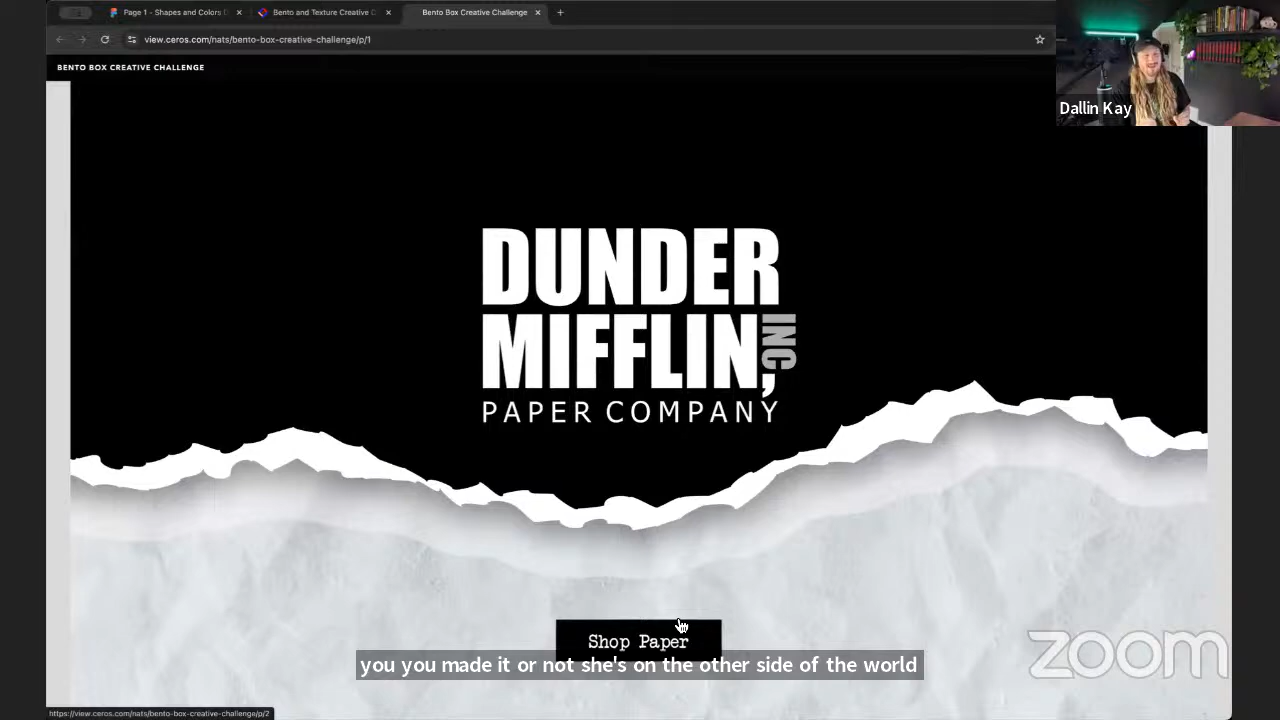 Page 1 - Shapes and Colors D
Bento and Texture Creative C
Bento Box Creative Challenge
view.ceros.com/nats/bento-box-creative-challenge/p/1
BENTO BOX CREATIVE CHALLENGE
Dallin Kay
DUNDER
MIFFLIN,
INC
PAPER COMPANY
Shop Paper
you you made it or not she's on the other side of the world
zoom
https://view.ceros.com/nats/bento-box-creative-challenge/p/2